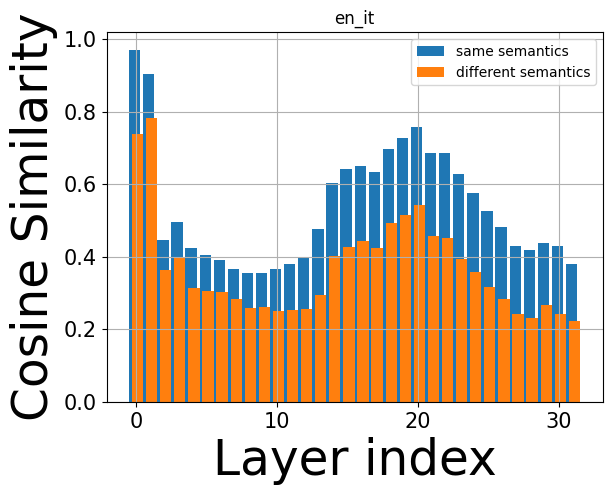 en_it
same semantics
different semantics
Cosine Similarity
1.0
0.8
0.6
0.4
0.2
0.0
0
10
20
30
Layer index